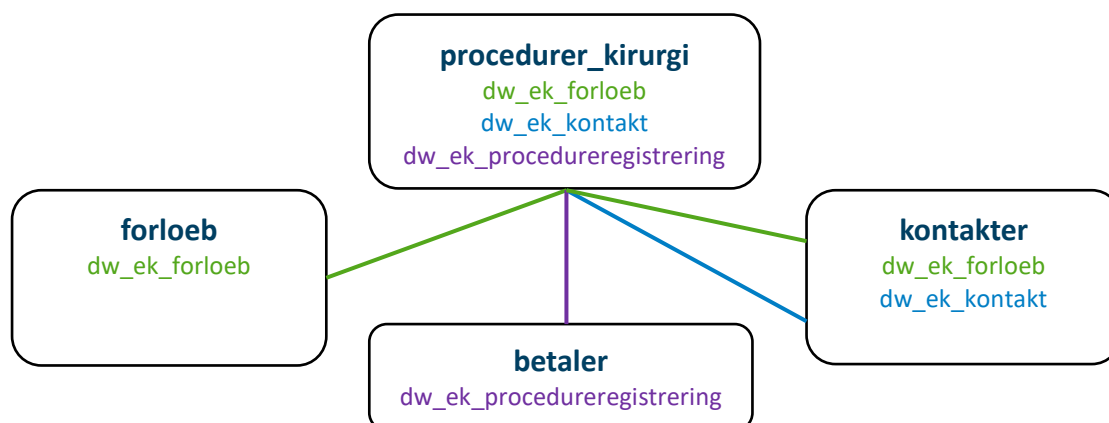 procedurer_kirurgi
dw_ek_forloeb
dw_ek_kontakt
dw_ek_procedureregistrering
forloeb
dw_ek_forloeb
kontakter
dw_ek_forloeb
dw_ek_kontakt
betaler
dw_ek_procedureregistrering